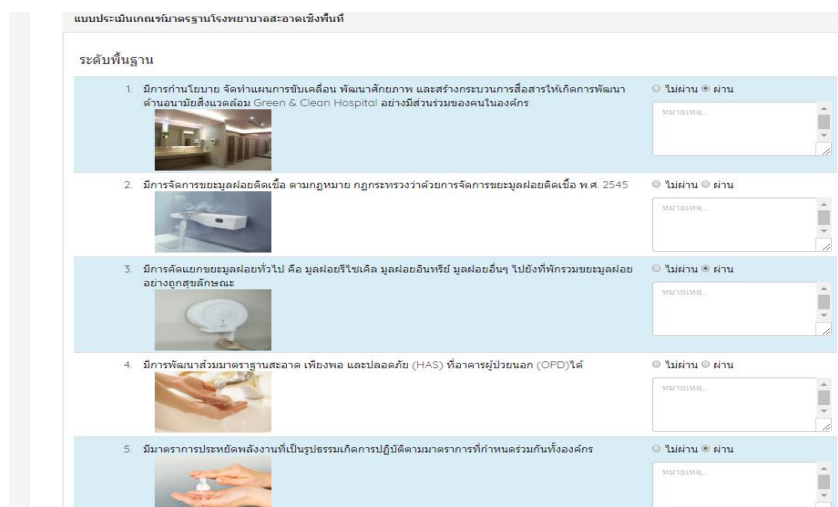 แบบประเมินเกณฑ์มาตรฐานโรงพยาบาลสะอาดเชิงพื้นที่
ระดับพื้นฐาน
1. มีการกำนโยบาย จัดทำแผนการขับเคลื่อน พัฒนาศักยภาพ และสร้างกระบวนการสื่อสารให้เกิดการพัฒนา
ด้านอนามัยสิ่งแวดล้อม Green & Clean Hospital อย่างมีส่วนร่วมของคนในองค์กร
ไม่ผ่าน ผ่าน
หมายเหตุ...
2. มีการจัดการขยะมูลฝอยติดเชื้อ ตามกฎหมาย กฎกระทรวงว่าด้วยการจัดการขยะมูลฝอยติดเชื้อ พ.ศ. 2545
ไม่ผ่าน ผ่าน
หมายเหตุ...
3. มีการคัดแยกขยะมูลฝอยทั่วไป คือ มูลฝอยรีไซเคิล มูลฝอยอินทรีย์ มูลฝอยอื่นๆ ไปยังที่พักรวมขยะมูลฝอย
อย่างถูกสุขลักษณะ
ไม่ผ่าน ผ่าน
หมายเหตุ...
4. มีการพัฒนาส้วมมาตราฐานสะอาด เพียงพอ และปลอดภัย (HAS) ที่อาคารผู้ป่วยนอก (OPD)ได้
ไม่ผ่าน ผ่าน
หมายเหตุ...
5. มีมาตราการประหยัดพลังงานที่เป็นรูปธรรมเกิดการปฏิบัติตามมาตราการที่กำหนดร่วมกันทั้งองค์กร
ไม่ผ่าน ผ่าน
หมายเหตุ...